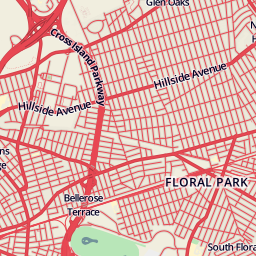 Glen Oaks
Cross Island Parkway
Hillside Avenue
Hillside Avenue
FLORAL PARK
Bellerose
Terrace
South Flora